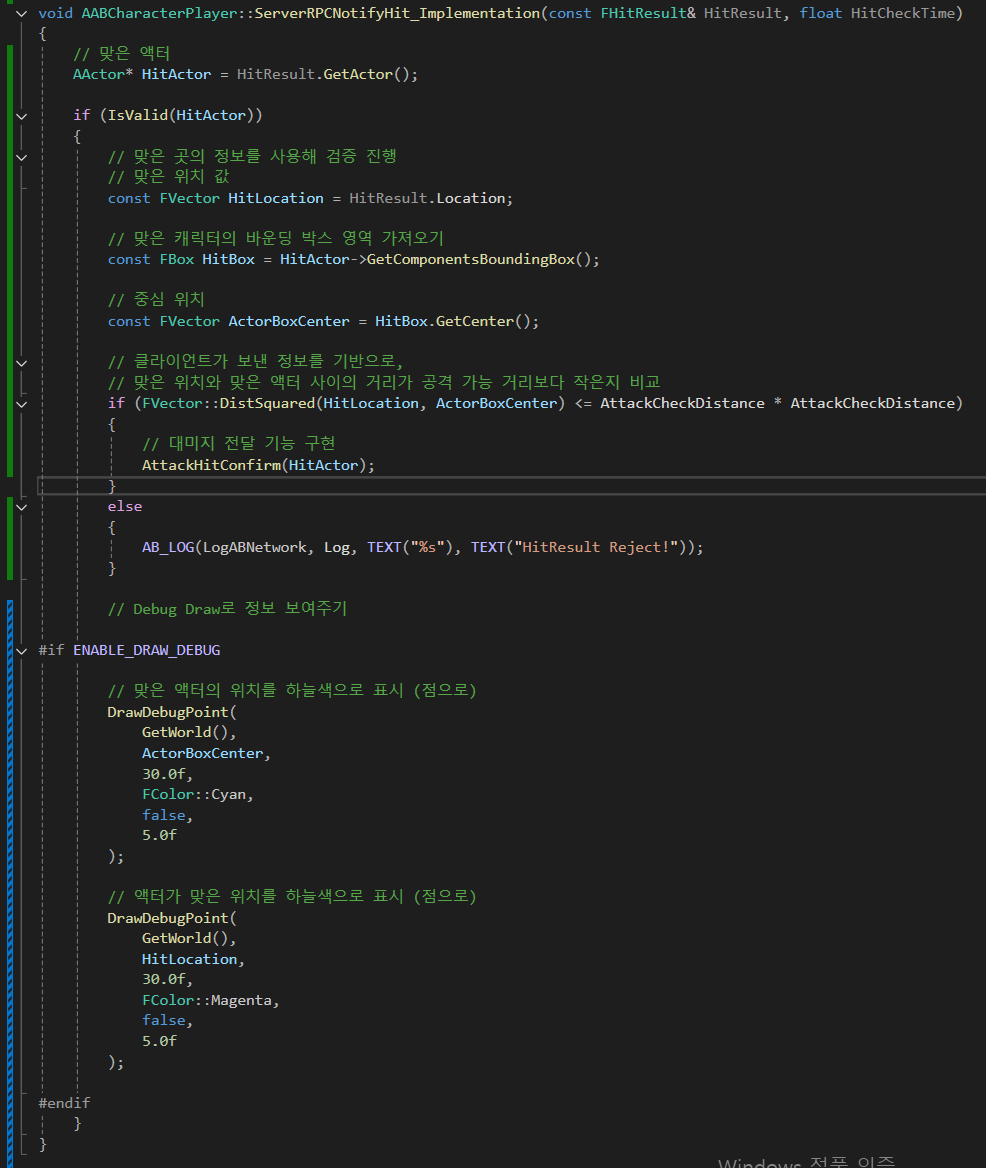 void AABCharacterPlayer::ServerRPCNotifyHit_Implementation(const FHitResult& HitResult, float HitCheckTime)
{
// 맞은 액터
AActor* HitActor = HitResult.GetActor();
if (IsValid(HitActor))
{
// 맞은 곳의 정보를 사용해 검증 진행
// 맞은 위치 값
const FVector HitLocation = HitResult.Location;
// 맞은 캐릭터의 바운딩 박스 영역 가져오기
const FBox HitBox = HitActor->GetComponentsBoundingBox();
// 중심 위치
const FVector ActorBoxCenter = HitBox.GetCenter();
// 클라이언트가 보낸 정보를 기반으로,
// 맞은 위치와 맞은 액터 사이의 거리가 공격 가능 거리보다 작은지 비교
if (FVector::DistSquared(HitLocation, ActorBoxCenter) <= AttackCheckDistance * AttackCheckDistance)
{
// 대미지 전달 기능 구현
AttackHitConfirm(HitActor);
}
else
{
AB_LOG(LogABNetwork, Log, TEXT("%s"), TEXT("HitResult Reject!"));
}
// Debug Draw로 정보 보여주기
#if ENABLE_DRAW_DEBUG
// 맞은 액터의 위치를 하늘색으로 표시 (점으로)
DrawDebugPoint(
GetWorld(),
ActorBoxCenter,
30.0f,
FColor::Cyan,
false,
5.0f
);
// 액터가 맞은 위치를 하늘색으로 표시 (점으로)
DrawDebugPoint(
GetWorld(),
HitLocation,
30.0f,
FColor::Magenta,
false,
5.0f
);
#endif
}
}
Windows 정품 인증